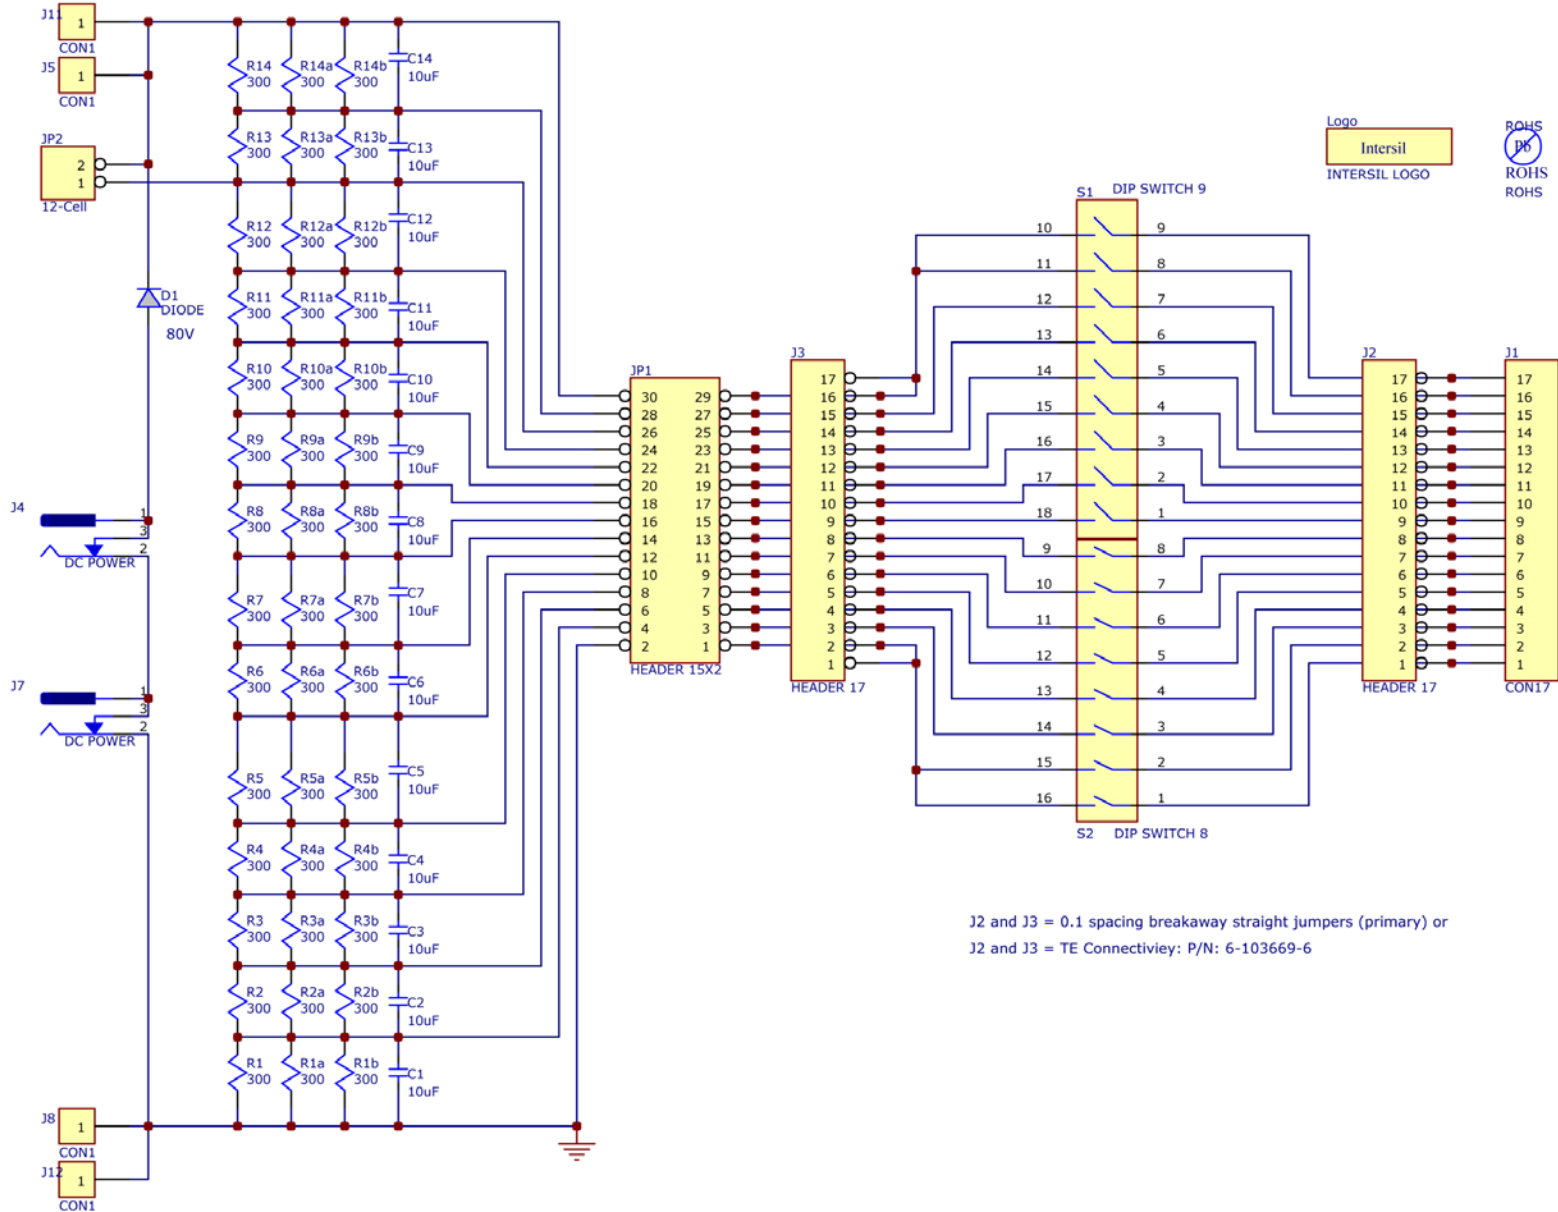 J11
1
CON1
J5
1
CON1
JP2
2
1
12-Cell
D1
DIODE
80V
J4
1
3
2
DC POWER
J7
1
3
2
DC POWER
J8
1
CON1
J12
1
CON1
R14 R14a R14b C14
300 300 300 10uF
R13 R13a R13b C13
300 300 300 10uF
R12 R12a R12b C12
300 300 300 10uF
R11 R11a R11b C11
300 300 300 10uF
R10 R10a R10b C10
300 300 300 10uF
R9 R9a R9b C9
300 300 300 10uF
R8 R8a R8b C8
300 300 300 10uF
R7 R7a R7b C7
300 300 300 10uF
R6 R6a R6b C6
300 300 300 10uF
R5 R5a R5b C5
300 300 300 10uF
R4 R4a R4b C4
300 300 300 10uF
R3 R3a R3b C3
300 300 300 10uF
R2 R2a R2b C2
300 300 300 10uF
R1 R1a R1b C1
300 300 300 10uF
JP1
30 29
28 27
26 25
24 23
22 21
20 19
18 17
16 15
14 13
12 11
10 9
8 7
6 5
4 3
2 1
HEADER 15X2
J3
17
16
15
14
13
12
11
10
9
8
7
6
5
4
3
2
1
HEADER 17
S1 DIP SWITCH 9
10 9
11 8
12 7
13 6
14 5
15 4
16 3
17 2
18 1
9 8
10 7
11 6
12 5
13 4
14 3
15 2
16 1
S2 DIP SWITCH 8
J2
17
16
15
14
13
12
11
10
9
8
7
6
5
4
3
2
1
HEADER 17
J1
17
16
15
14
13
12
11
10
9
8
7
6
5
4
3
2
1
CON17
Logo
Intersil
INTERSIL LOGO
ROHS
Pb
ROHS
ROHS
J2 and J3 = 0.1 spacing breakaway straight jumpers (primary) or
J2 and J3 = TE Connectiviey: P/N: 6-103669-6